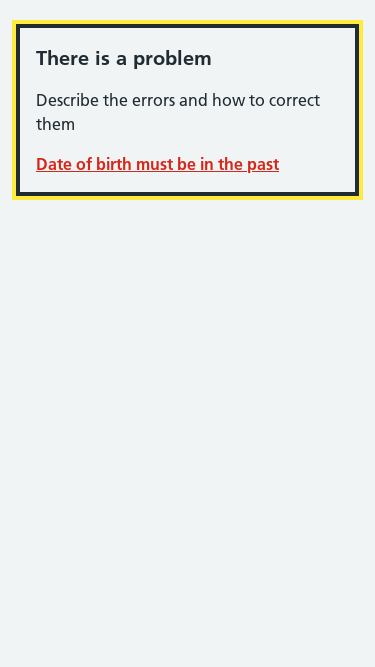 There is a problem
Describe the errors and how to correct
them
Date of birth must be in the past